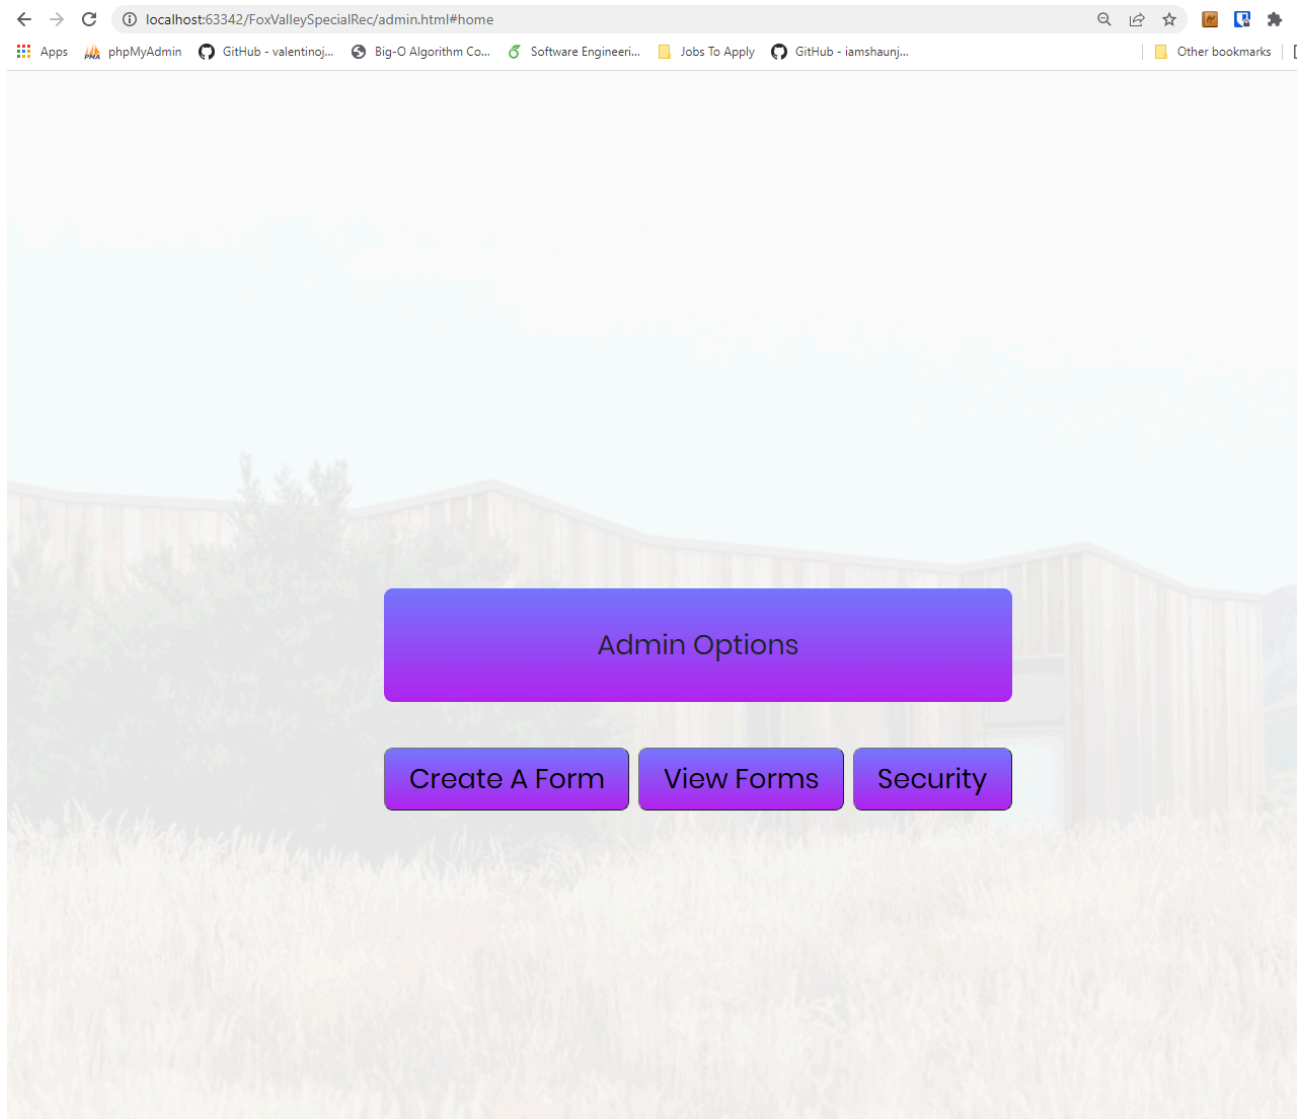 localhost:63342/FoxValleySpecialRec/admin.html#home
Apps phpMyAdmin GitHub - valentinoj... Big-O Algorithm Co... Software Engineeri... Jobs To Apply GitHub - iamshaunj... Other bookmarks
Admin Options
Create A Form View Forms Security